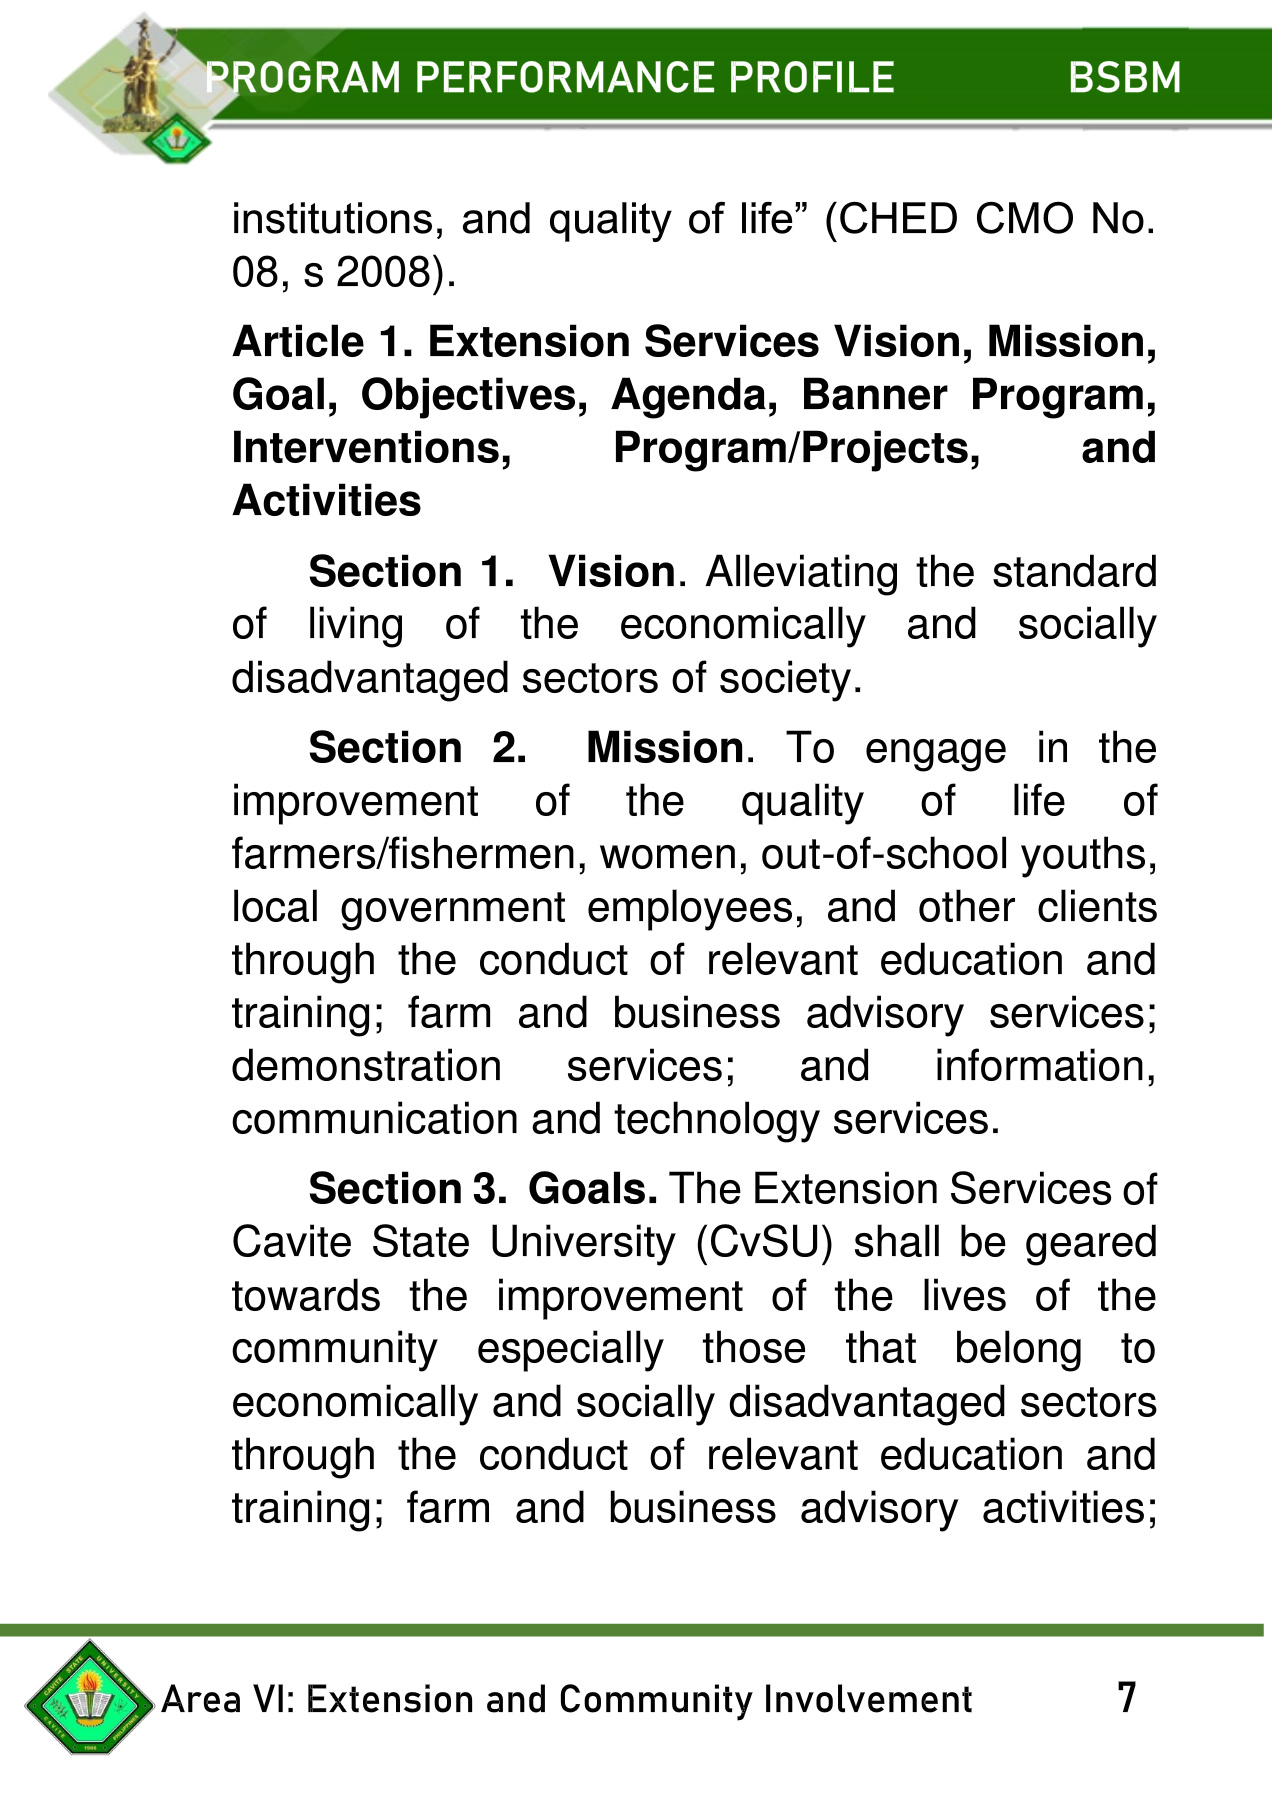 PROGRAM PERFORMANCE PROFILE BSBM
institutions, and quality of life” (CHED CMO No.
08, s 2008).
Article 1. Extension Services Vision, Mission,
Goal, Objectives, Agenda, Banner Program,
Interventions, Program/Projects, and
Activities
Section 1. Vision. Alleviating the standard
of living of the economically and socially
disadvantaged sectors of society.
Section 2. Mission. To engage in the
improvement of the quality of life of
farmers/fishermen, women, out-of-school youths,
local government employees, and other clients
through the conduct of relevant education and
training; farm and business advisory services;
demonstration services; and information,
communication and technology services.
Section 3. Goals. The Extension Services of
Cavite State University (CvSU) shall be geared
towards the improvement of the lives of the
community especially those that belong to
economically and socially disadvantaged sectors
through the conduct of relevant education and
training; farm and business advisory activities;
CAVITE STATE UNIVERSITY
CAVITE PHILIPPINES
1906
Area VI: Extension and Community Involvement 7